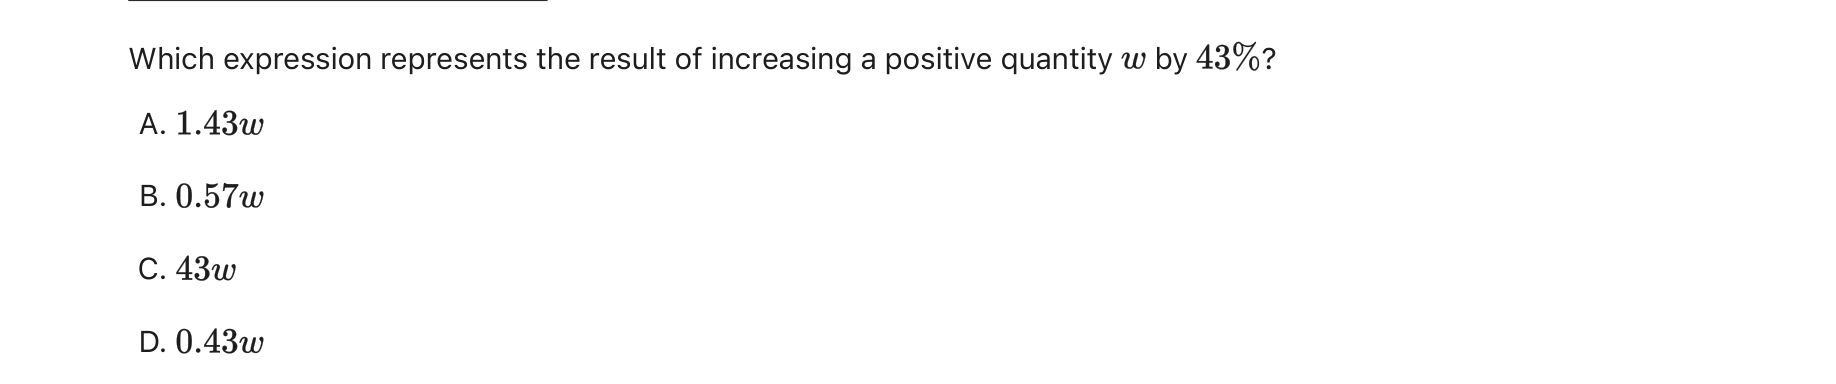 Which expression represents the result of increasing a positive quantity w by 43%?
A. 1.43w
B. 0.57w
C. 43w
D. 0.43w